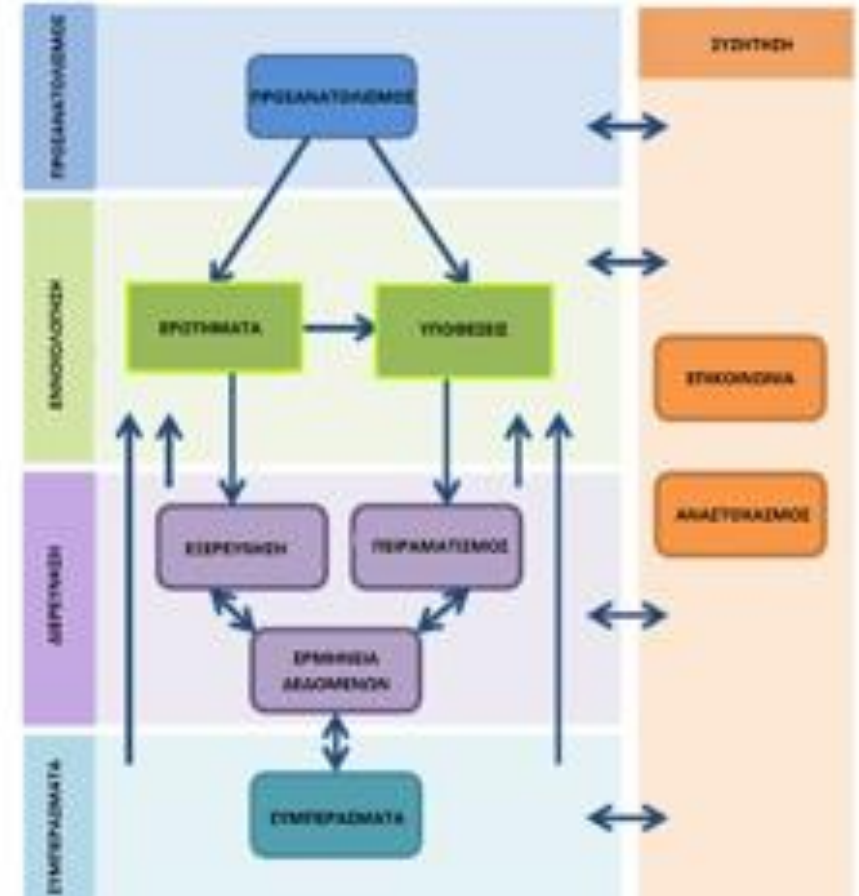 ΠΡΟΣΑΝΑΤΟΛΙΣΜΟΣ
ΠΡΟΣΑΝΑΤΟΛΙΣΜΟΣ
ΣΥΖΗΤΗΣΗ
ΕΝΝΟΙΟΛΟΓΗΣΗ
ΕΡΩΤΗΜΑΤΑ
ΥΠΟΘΕΣΕΙΣ
ΕΠΙΚΟΙΝΩΝΙΑ
ΑΝΑΣΤΟΧΑΣΜΟΣ
ΔΙΕΡΕΥΝΗΣΗ
ΕΞΕΡΕΥΝΗΣΗ
ΠΕΙΡΑΜΑΤΙΣΜΟΣ
ΕΡΜΗΝΕΙΑ
ΔΕΔΟΜΕΝΩΝ
ΣΥΜΠΕΡΑΣΜΑΤΑ
ΣΥΜΠΕΡΑΣΜΑΤΑ